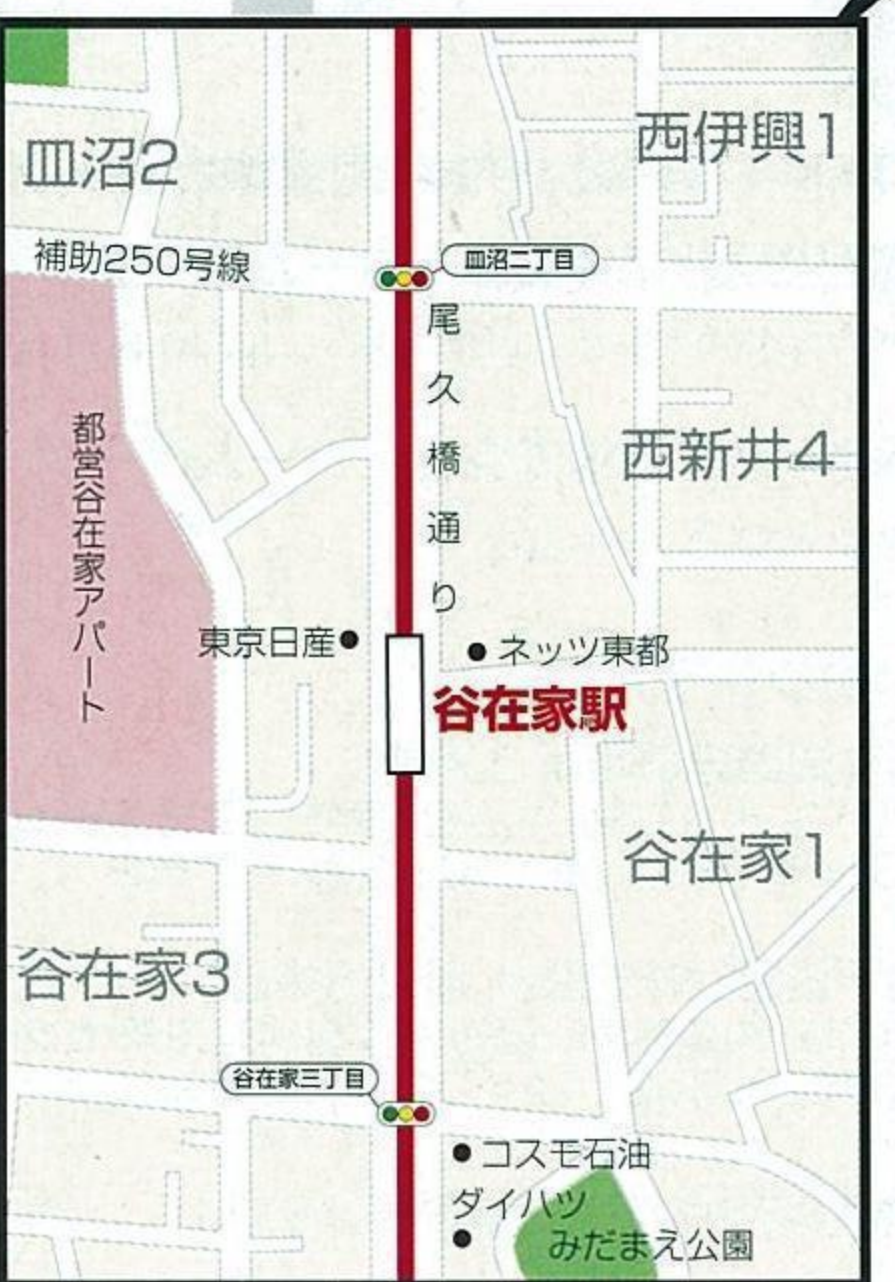 皿沼2
西伊興1
補助250号線
皿沼二丁目
尾久橋通り
都営谷在家アパート
西新井4
東京日産
ネッツ東都
谷在家駅
谷在家1
谷在家3
谷在家三丁目
コスモ石油
ダイハツ
みだまえ公園